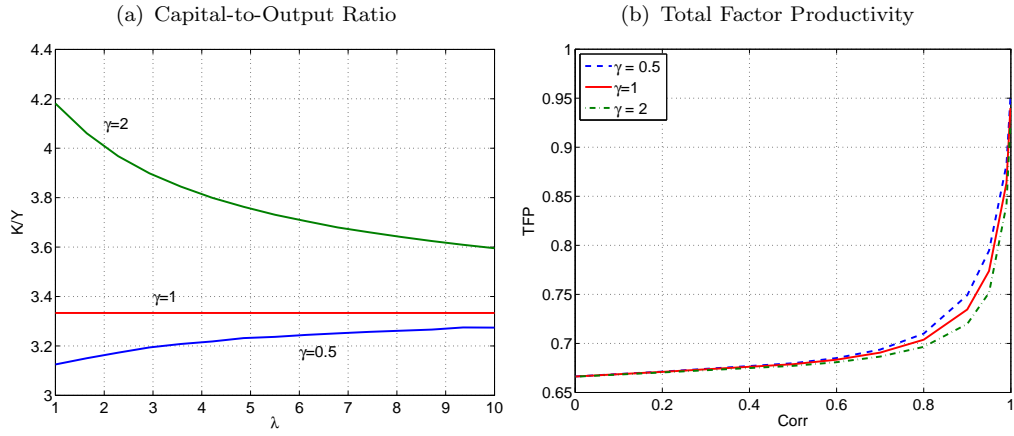 (a) Capital-to-Output Ratio
4.4
4.2
4
3.8
3.6
3.4
3.2
3
K/Y
γ=2
γ=1
γ=0.5
1 2 3 4 5 6 7 8 9 10
λ
(b) Total Factor Productivity
1
0.95
0.9
0.85
0.8
0.75
0.7
0.65
TFP
γ = 0.5
γ=1
γ = 2
0 0.2 0.4 0.6 0.8 1
Corr